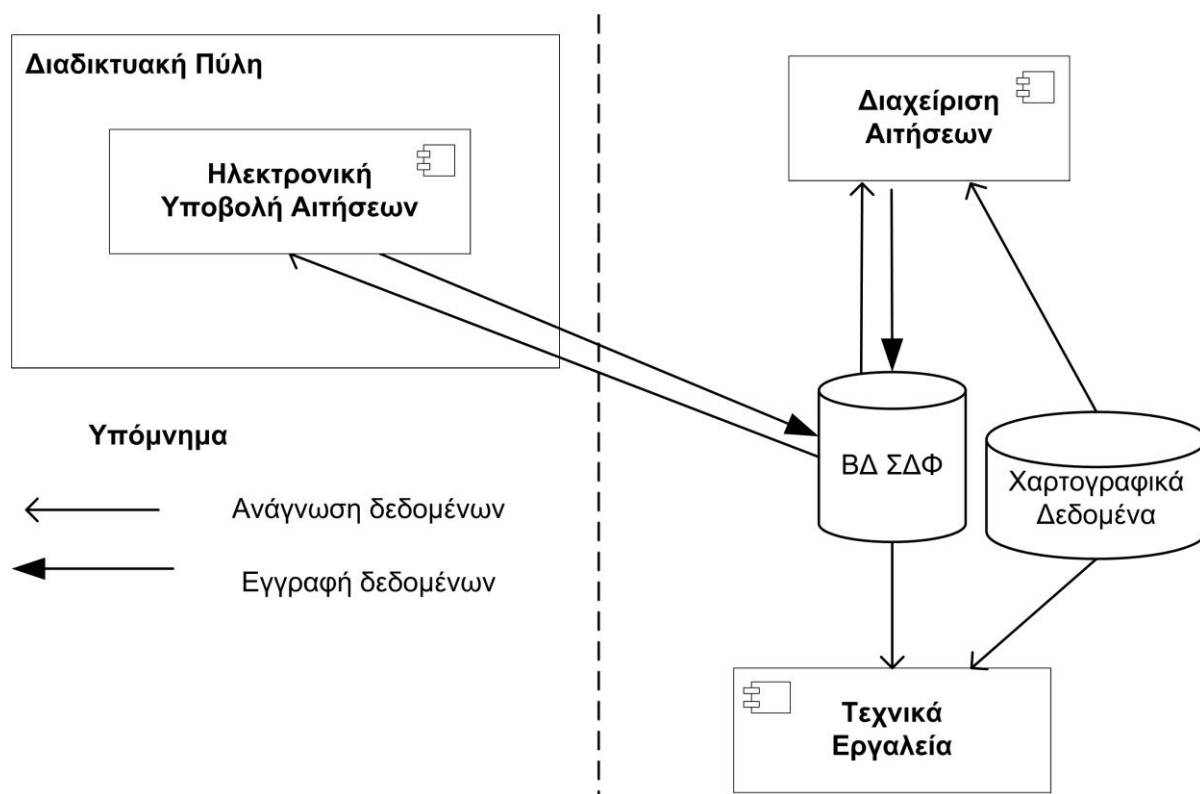 Διαδικτυακή Πύλη
Ηλεκτρονική
Υποβολή Αιτήσεων
Υπόμνημα
Ανάγνωση δεδομένων
Εγγραφή δεδομένων
Διαχείριση
Αιτήσεων
ΒΔ ΣΔΦ
Χαρτογραφικά
Δεδομένα
Τεχνικά
Εργαλεία